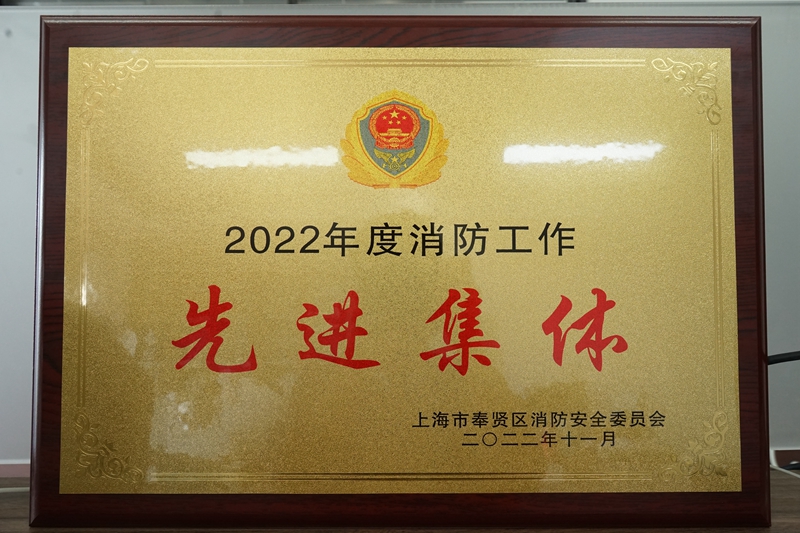 2022年度消防工作
先进集体
上海市奉贤区消防安全委员会
二〇二二年十一月